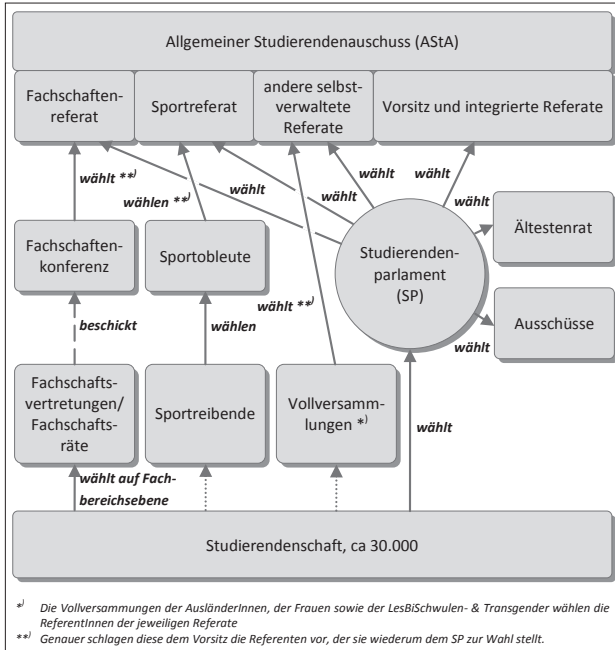 Allgemeiner Studierendenauschuss (AStA)
Fachschaften-
referat
Sportreferat
andere selbst-
verwaltete
Referate
Vorsitz und integrierte Referate
wählt **)
wählen **)
wählt
wählt
wählt
wählt
wählt
Fachschaften-
konferenz
Sportobleute
Studierenden-
parlament
(SP)
Ältestenrat
beschickt
wählen
wählt **)
Ausschüsse
wählt
Fachschafts-
vertretungen/
Fachschafts-
räte
Sportreibende
Vollversamm-
lungen *)
wählt
wählt auf Fach-
bereichsebene
Studierendenschaft, ca 30.000
*) Die Vollversammungen der AusländerInnen, der Frauen sowie der LesBiSchwulen- & Transgender wählen die
ReferentInnen der jeweiligen Referate
**) Genauer schlagen diese dem Vorsitz die Referenten vor, der sie wiederum dem SP zur Wahl stellt.